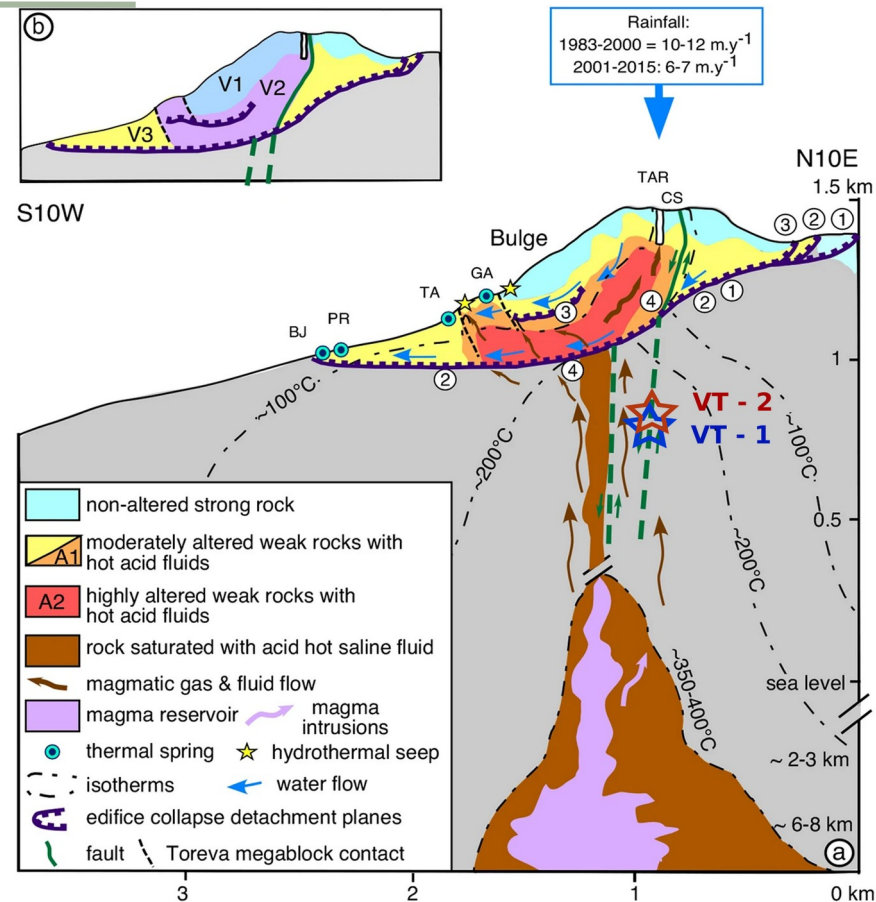 b
V1
V2
V3
Rainfall:
1983-2000 = 10-12 m.y-1
2001-2015: 6-7 m.y-1
S10W
N10E
1.5 km
TAR
CS
3
2
1
Bulge
GA
TA
PR
BJ
4
2
1
3
2
4
1
~100°C
~200°C
VT - 2
VT - 1
~100°C
~200°C
0.5
non-altered strong rock
A1
moderately altered weak rocks with
hot acid fluids
A2
highly altered weak rocks with
hot acid fluids
rock saturated with acid hot saline fluid
magmatic gas & fluid flow
magma reservoir
magma
intrusions
thermal spring
hydrothermal seep
isotherms
water flow
edifice collapse detachment planes
fault
Toreva megablock contact
~350-400°C
sea level
~ 2-3 km
~ 6-8 km
a
3
2
1
0 km